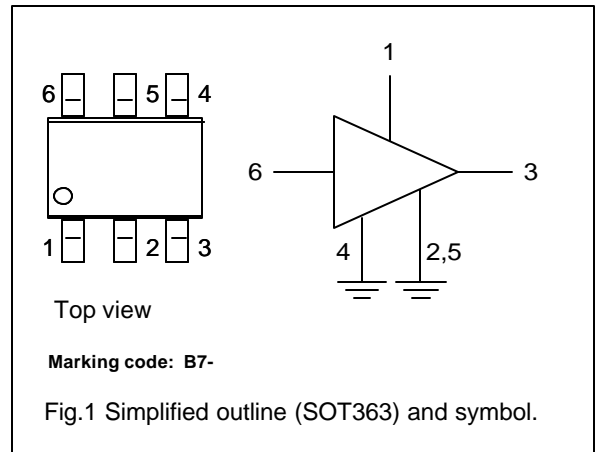 1
6 5 4
6 3
4 2,5
1 2 3
Top view
Marking code: B7-
Fig.1 Simplified outline (SOT363) and symbol.